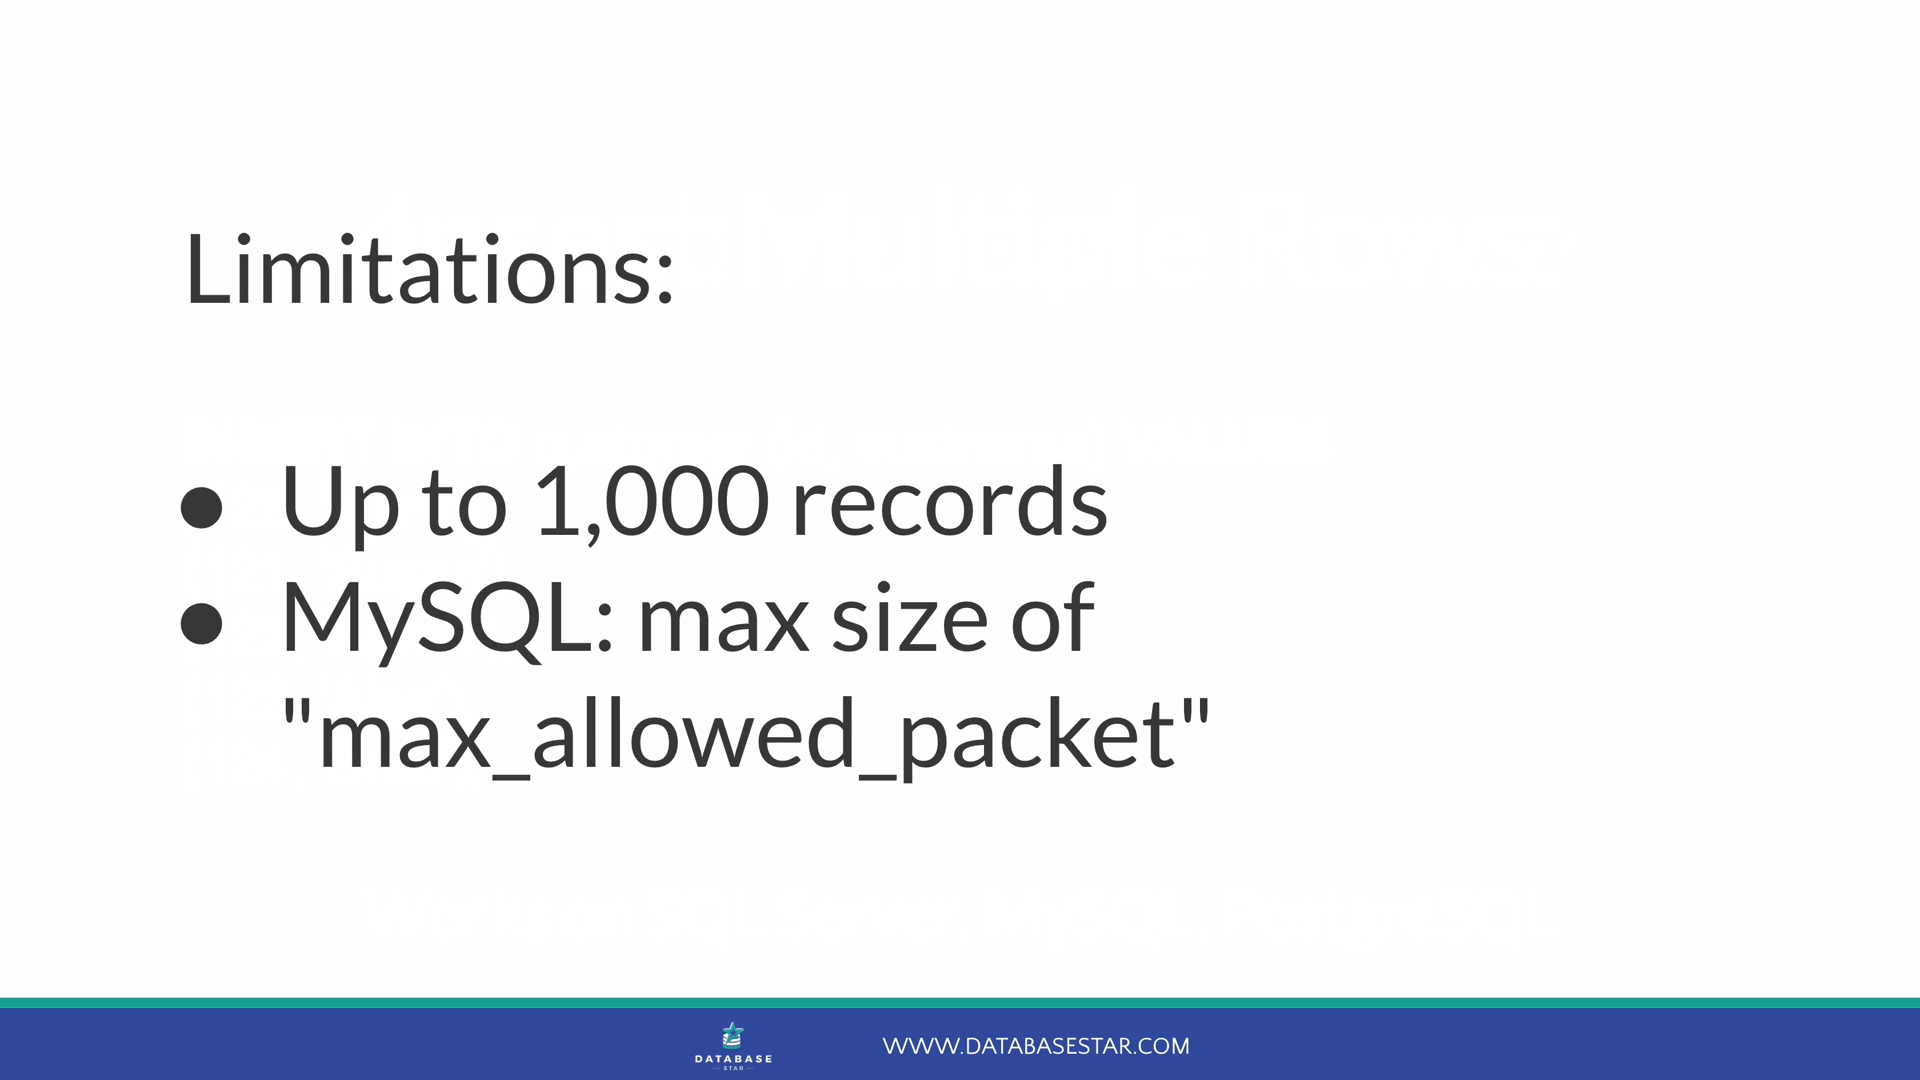 Limitations:
● Up to 1,000 records
● MySQL: max size of
"max_allowed_packet"
DATABASE
STAR
WWW.DATABASESTAR.COM